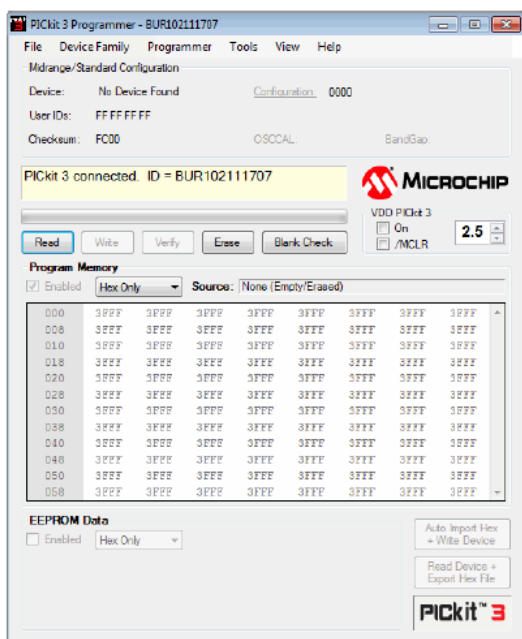 PICkit 3 Programmer - BUR102111707
File Device Family Programmer Tools View Help
Midrange/Standard Configuration
Device: No Device Found Configuration: 0000
User IDs: FF FF FF FF
Checksum: FC00 OSCCAL: BandGap:
PICkit 3 connected. ID = BUR102111707
MICROCHIP
VDD PICkit 3
On
/MCLR
2.5
Read Write Verify Erase Blank Check
Program Memory
Enabled Hex Only Source: None (Empty/Erased)
000 3FFF 3FFF 3FFF 3FFF 3FFF 3FFF 3FFF 3FFF
008 3FFF 3FFF 3FFF 3FFF 3FFF 3FFF 3FFF 3FFF
010 3FFF 3FFF 3FFF 3FFF 3FFF 3FFF 3FFF 3FFF
018 3FFF 3FFF 3FFF 3FFF 3FFF 3FFF 3FFF 3FFF
020 3FFF 3FFF 3FFF 3FFF 3FFF 3FFF 3FFF 3FFF
028 3FFF 3FFF 3FFF 3FFF 3FFF 3FFF 3FFF 3FFF
030 3FFF 3FFF 3FFF 3FFF 3FFF 3FFF 3FFF 3FFF
038 3FFF 3FFF 3FFF 3FFF 3FFF 3FFF 3FFF 3FFF
040 3FFF 3FFF 3FFF 3FFF 3FFF 3FFF 3FFF 3FFF
048 3FFF 3FFF 3FFF 3FFF 3FFF 3FFF 3FFF 3FFF
050 3FFF 3FFF 3FFF 3FFF 3FFF 3FFF 3FFF 3FFF
058 3FFF 3FFF 3FFF 3FFF 3FFF 3FFF 3FFF 3FFF
EEPROM Data
Enabled Hex Only
Auto Import Hex
+ Write Device
Read Device +
Export Hex File
PICkit™ 3